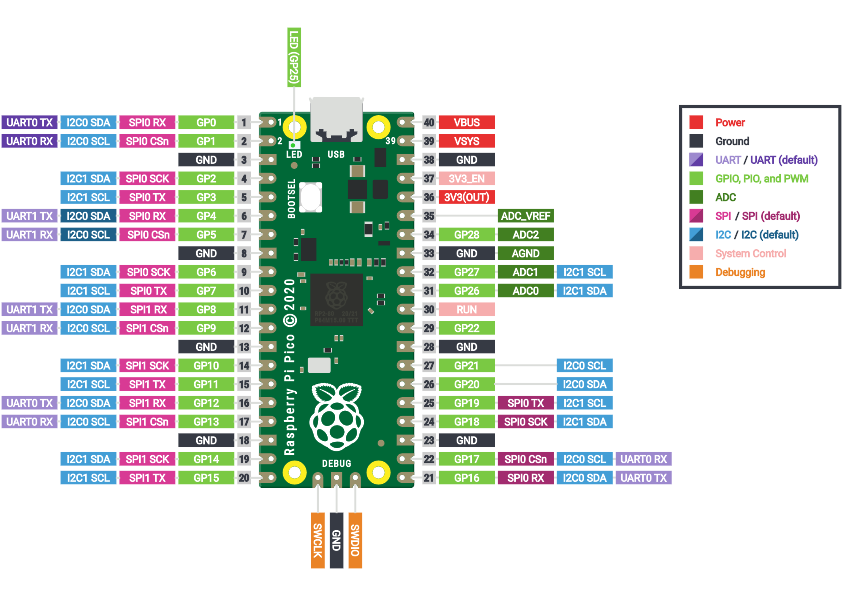 LED (GP25)
UART0 TX I2C0 SDA SPI0 RX GP0 1
UART0 RX I2C0 SCL SPI0 CSn GP1 2
GND 3
I2C1 SDA SPI0 SCK GP2 4
I2C1 SCL SPI0 TX GP3 5
UART1 TX I2C0 SDA SPI0 RX GP4 6
UART1 RX I2C0 SCL SPI0 CSn GP5 7
GND 8
I2C1 SDA SPI0 SCK GP6 9
I2C1 SCL SPI0 TX GP7 10
UART1 TX I2C0 SDA SPI1 RX GP8 11
UART1 RX I2C0 SCL SPI1 CSn GP9 12
GND 13
I2C1 SDA SPI1 SCK GP10 14
I2C1 SCL SPI1 TX GP11 15
UART0 TX I2C0 SDA SPI1 RX GP12 16
UART0 RX I2C0 SCL SPI1 CSn GP13 17
GND 18
I2C1 SDA SPI1 SCK GP14 19
I2C1 SCL SPI1 TX GP15 20
1
2
39
LED
USB
BOOTSEL
Raspberry Pi Pico © 2020
DEBUG
SWCLK
GND
SWDIO
40 VBUS
39 VSYS
38 GND
37 3V3_EN
36 3V3(OUT)
35 ADC_VREF
34 GP28 ADC2
33 GND AGND
32 GP27 ADC1 I2C1 SCL
31 GP26 ADC0 I2C1 SDA
30 RUN
29 GP22
28 GND
27 GP21 I2C0 SCL
26 GP20 I2C0 SDA
25 GP19 SPI0 TX I2C1 SCL
24 GP18 SPI0 SCK I2C1 SDA
23 GND
22 GP17 SPI0 CSn I2C0 SCL UART0 RX
21 GP16 SPI0 RX I2C0 SDA UART0 TX
Power
Ground
UART / UART (default)
GPIO, PIO, and PWM
ADC
SPI / SPI (default)
I2C / I2C (default)
System Control
Debugging